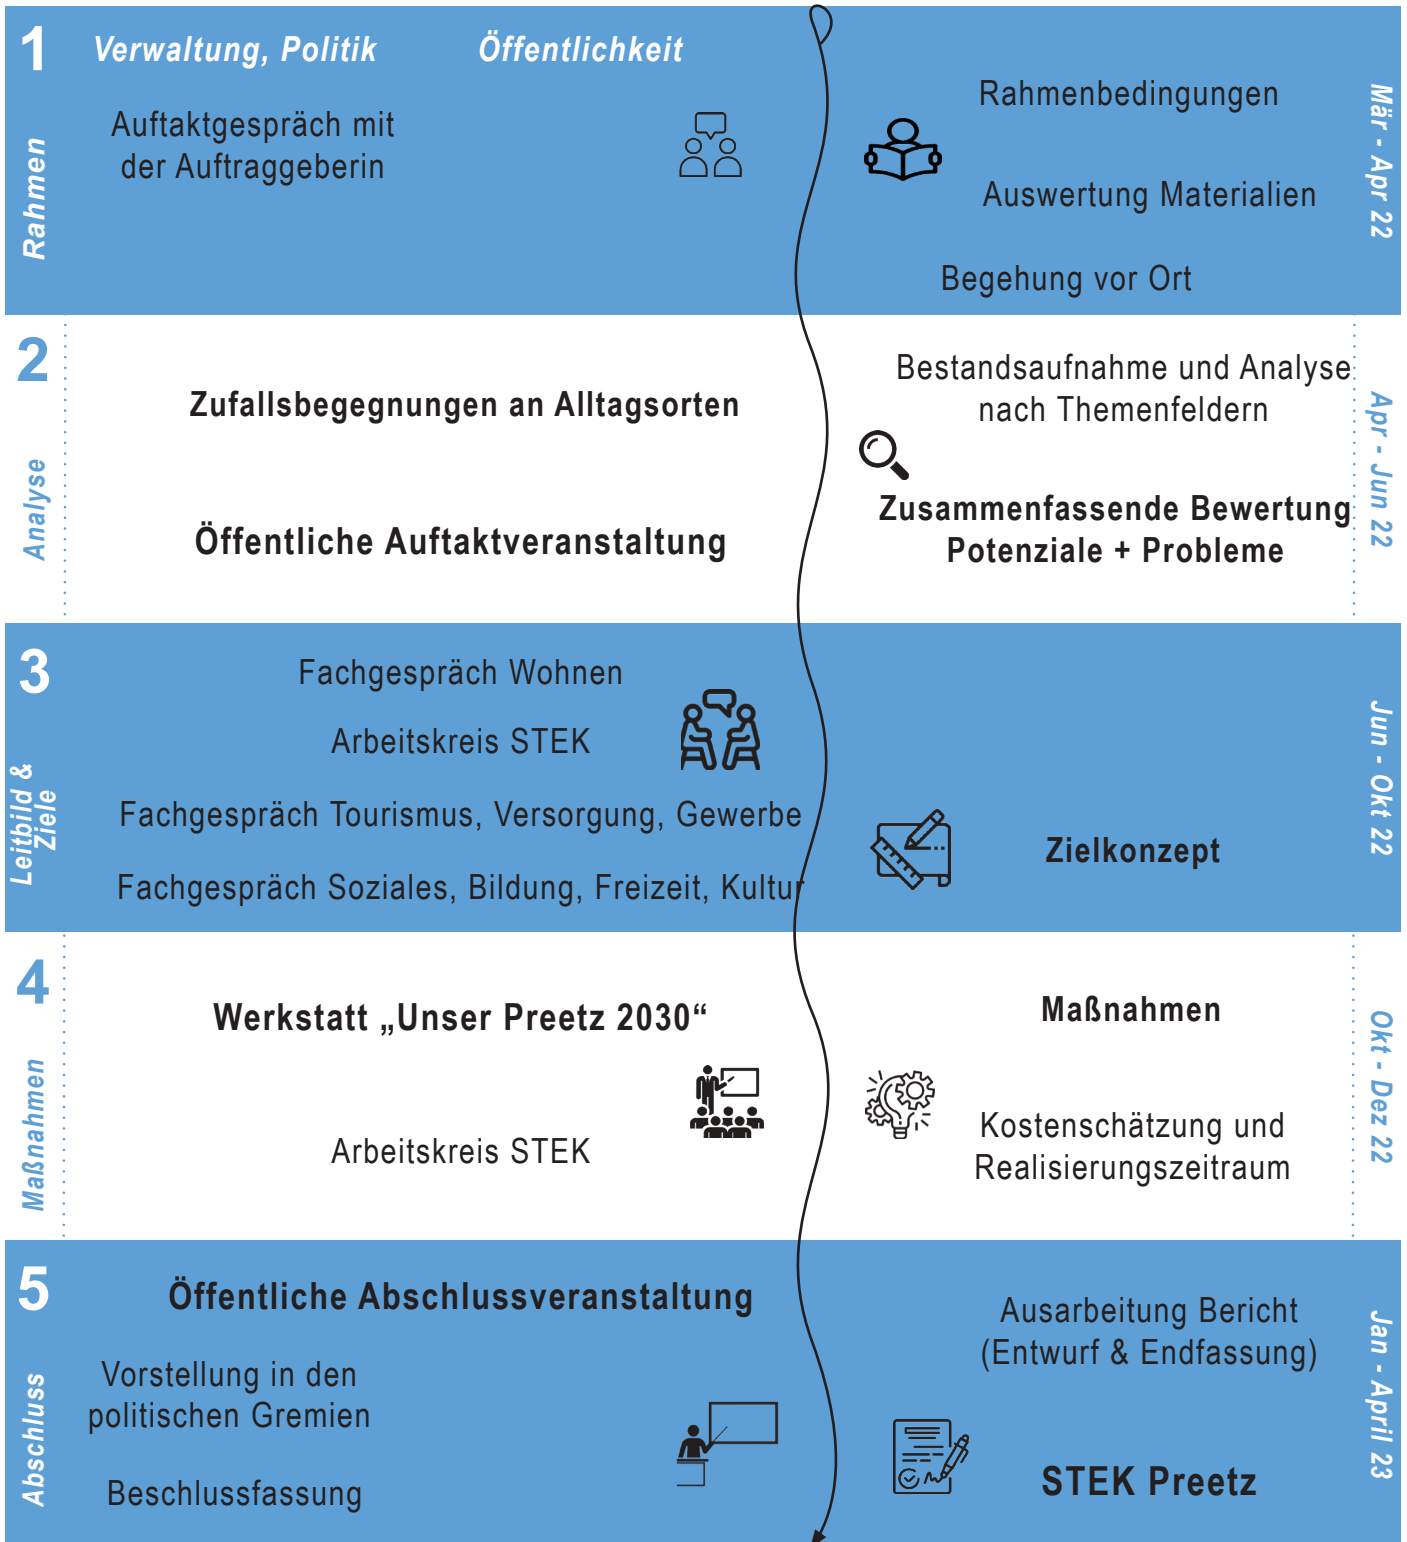 1
Verwaltung, Politik
Öffentlichkeit
Rahmen
Auftaktgespräch mit
der Auftraggeberin
Rahmenbedingungen
Auswertung Materialien
Begehung vor Ort
Mär - Apr 22
2
Analyse
Zufallsbegegnungen an Alltagsorten
Öffentliche Auftaktveranstaltung
Bestandsaufnahme und Analyse
nach Themenfeldern
Zusammenfassende Bewertung
Potenziale + Probleme
Apr - Jun 22
3
Leitbild &
Ziele
Fachgespräch Wohnen
Arbeitskreis STEK
Fachgespräch Tourismus, Versorgung, Gewerbe
Fachgespräch Soziales, Bildung, Freizeit, Kultur
Zielkonzept
Jun - Okt 22
4
Maßnahmen
Werkstatt „Unser Preetz 2030“
Arbeitskreis STEK
Maßnahmen
Kostenschätzung und
Realisierungszeitraum
Okt - Dez 22
5
Abschluss
Öffentliche Abschlussveranstaltung
Vorstellung in den
politischen Gremien
Beschlussfassung
Ausarbeitung Bericht
(Entwurf & Endfassung)
STEK Preetz
Jan - April 23